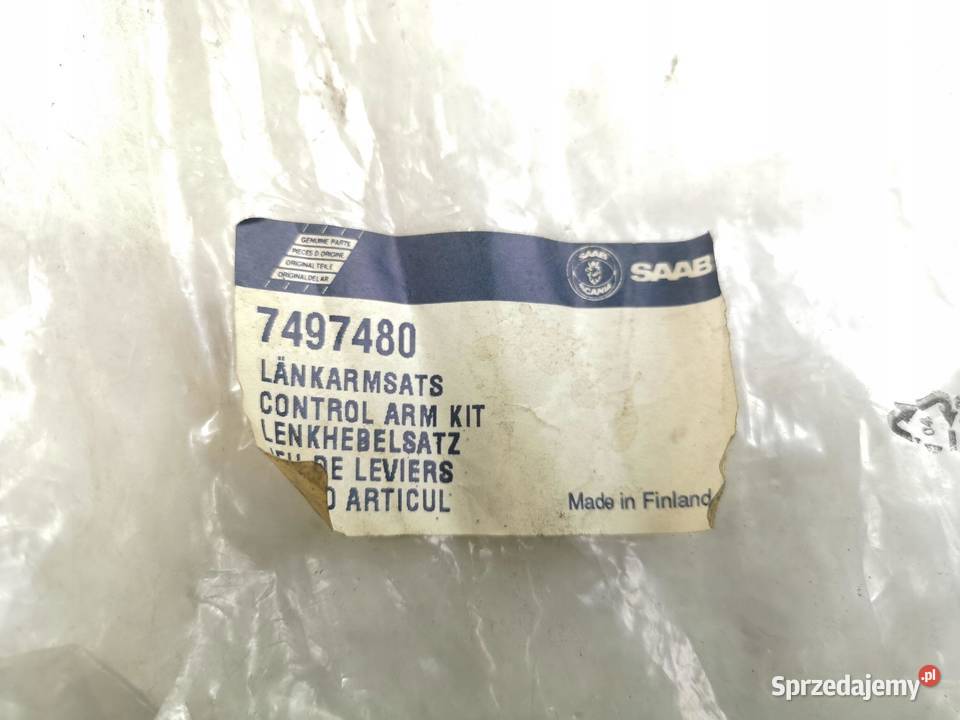 GENUINE PARTS
PIECES D ORIGINE
ORIGINALTEILE
ORIGINALDELAR
SAAB
SCANIA
SAAB
7497480
LÄNKARMSATS
CONTROL ARM KIT
LENKHEBELSATZ
DE LEVIERS
ARTICUL
Made in Finland
04
Sprzedajemy.pl